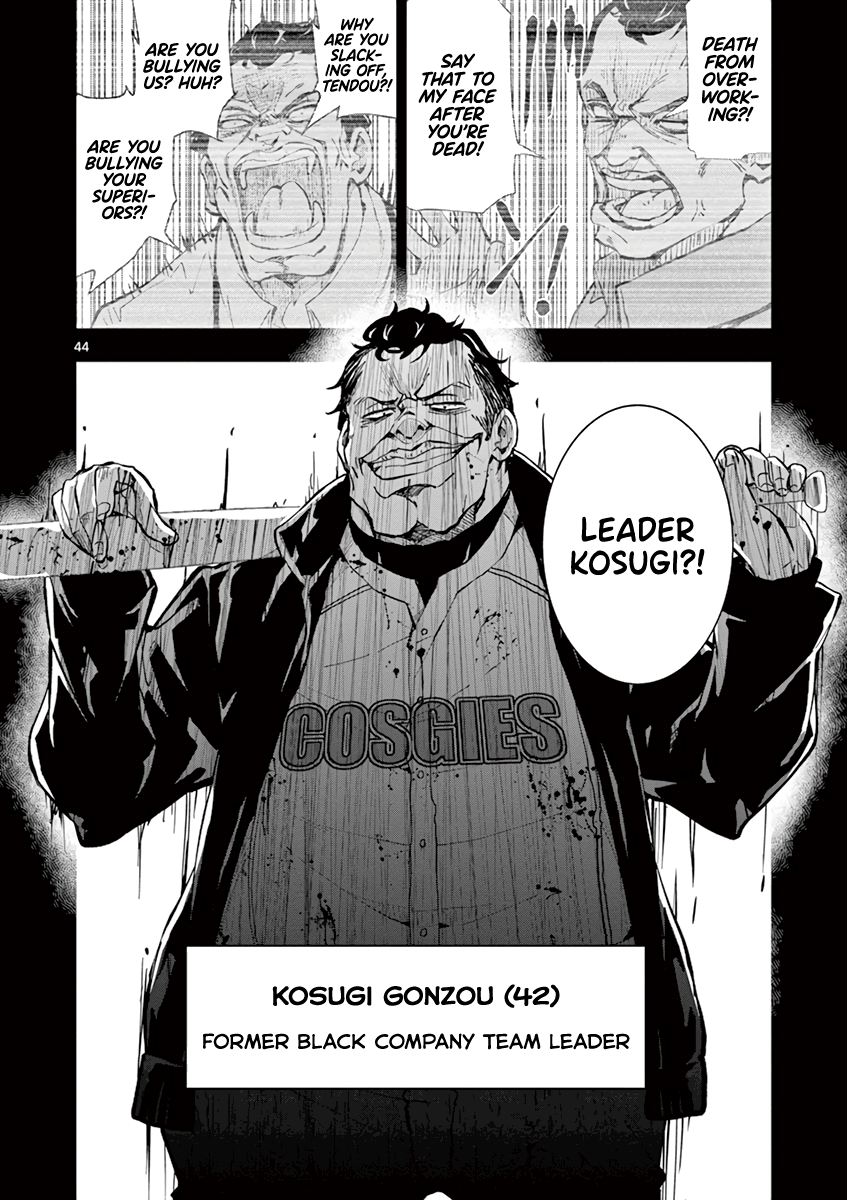 DEATH
FROM
OVER-
WORK-
ING?!
SAY
THAT TO
MY FACE
AFTER
YOU'RE
DEAD!
WHY
ARE YOU
SLACK-
ING OFF,
TENDOU?!
ARE YOU
BULLYING
US? HUH?
ARE YOU
BULLYING
YOUR
SUPERI-
ORS?!
44
LEADER
KOSUGI?!
COSGIES
KOSUGI GONZOU (42)
FORMER BLACK COMPANY TEAM LEADER